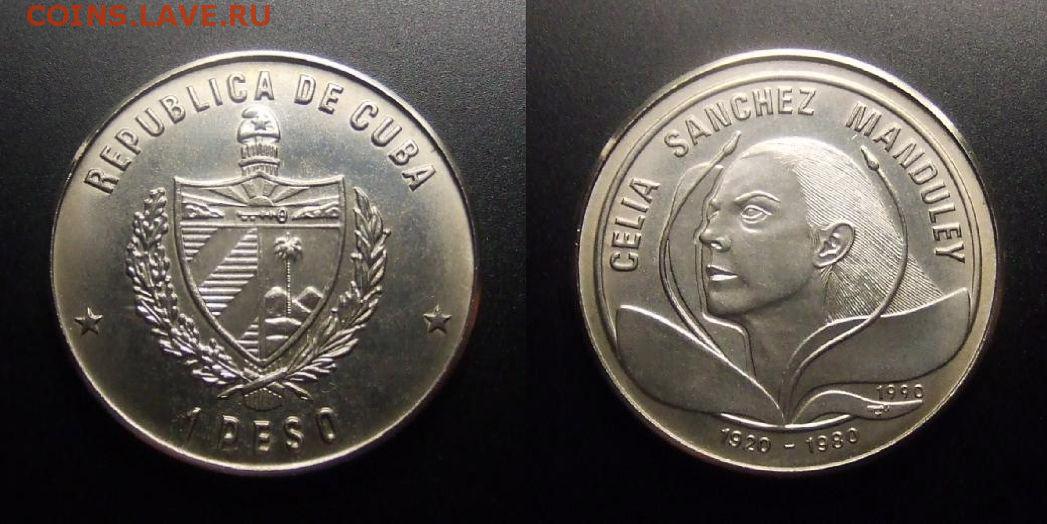 COINS.LAVE.RU
REPUBLICA DE CUBA
1 PESO
CELIA SANCHEZ MANDULEY
1990
1920 - 1980